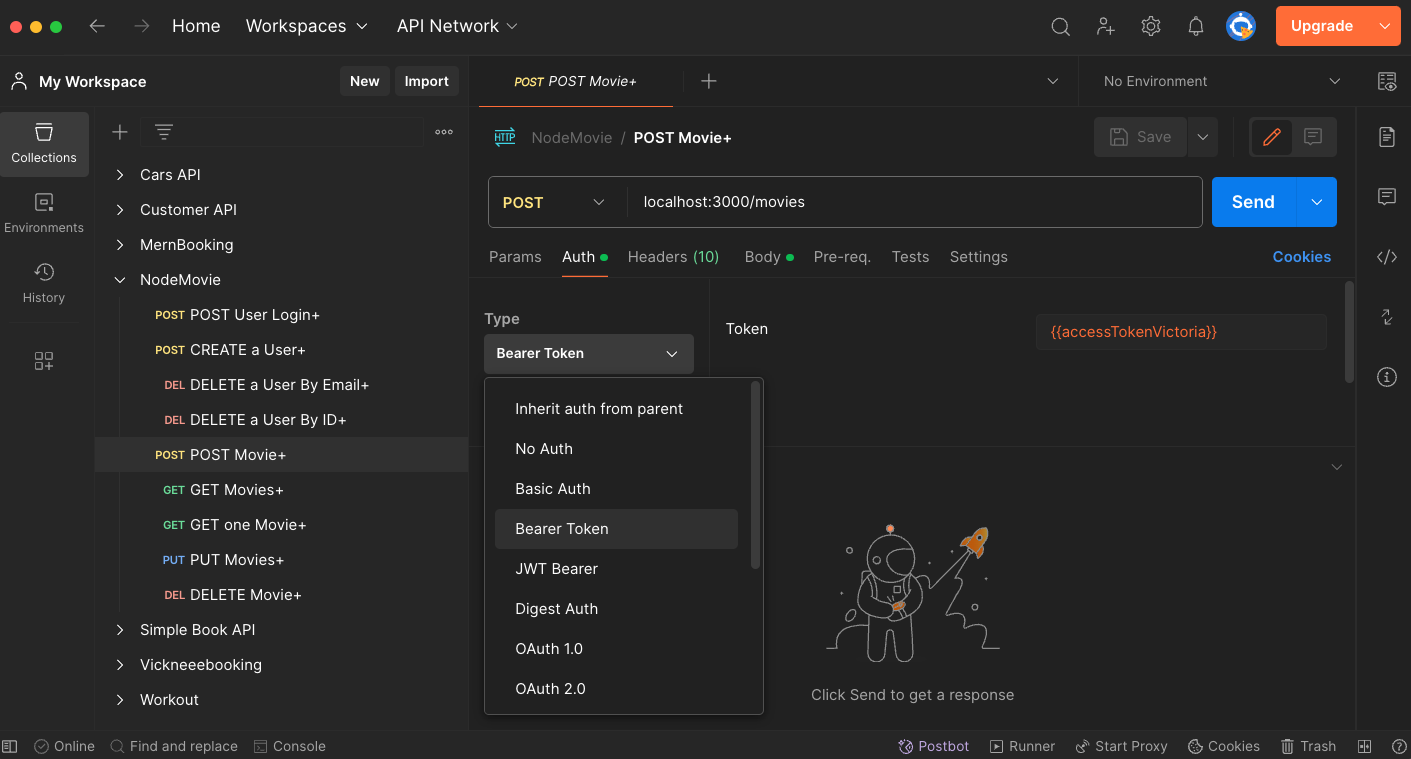 Home Workspaces API Network Upgrade
My Workspace New Import
POST POST Movie+ No Environment
Collections
Environments
History
Cars API
Customer API
MernBooking
NodeMovie
POST POST User Login+
POST CREATE a User+
DEL DELETE a User By Email+
DEL DELETE a User By ID+
POST POST Movie+
GET GET Movies+
GET GET one Movie+
PUT PUT Movies+
DEL DELETE Movie+
Simple Book API
Vickneeebooking
Workout
HTTP NodeMovie / POST Movie+ Save
POST localhost:3000/movies Send
Params Auth Headers (10) Body Pre-req. Tests Settings Cookies
Type
Bearer Token
Token {{accessTokenVictoria}}
Inherit auth from parent
No Auth
Basic Auth
Bearer Token
JWT Bearer
Digest Auth
OAuth 1.0
OAuth 2.0
Click Send to get a response
Online Find and replace Console Postbot Runner Start Proxy Cookies Trash